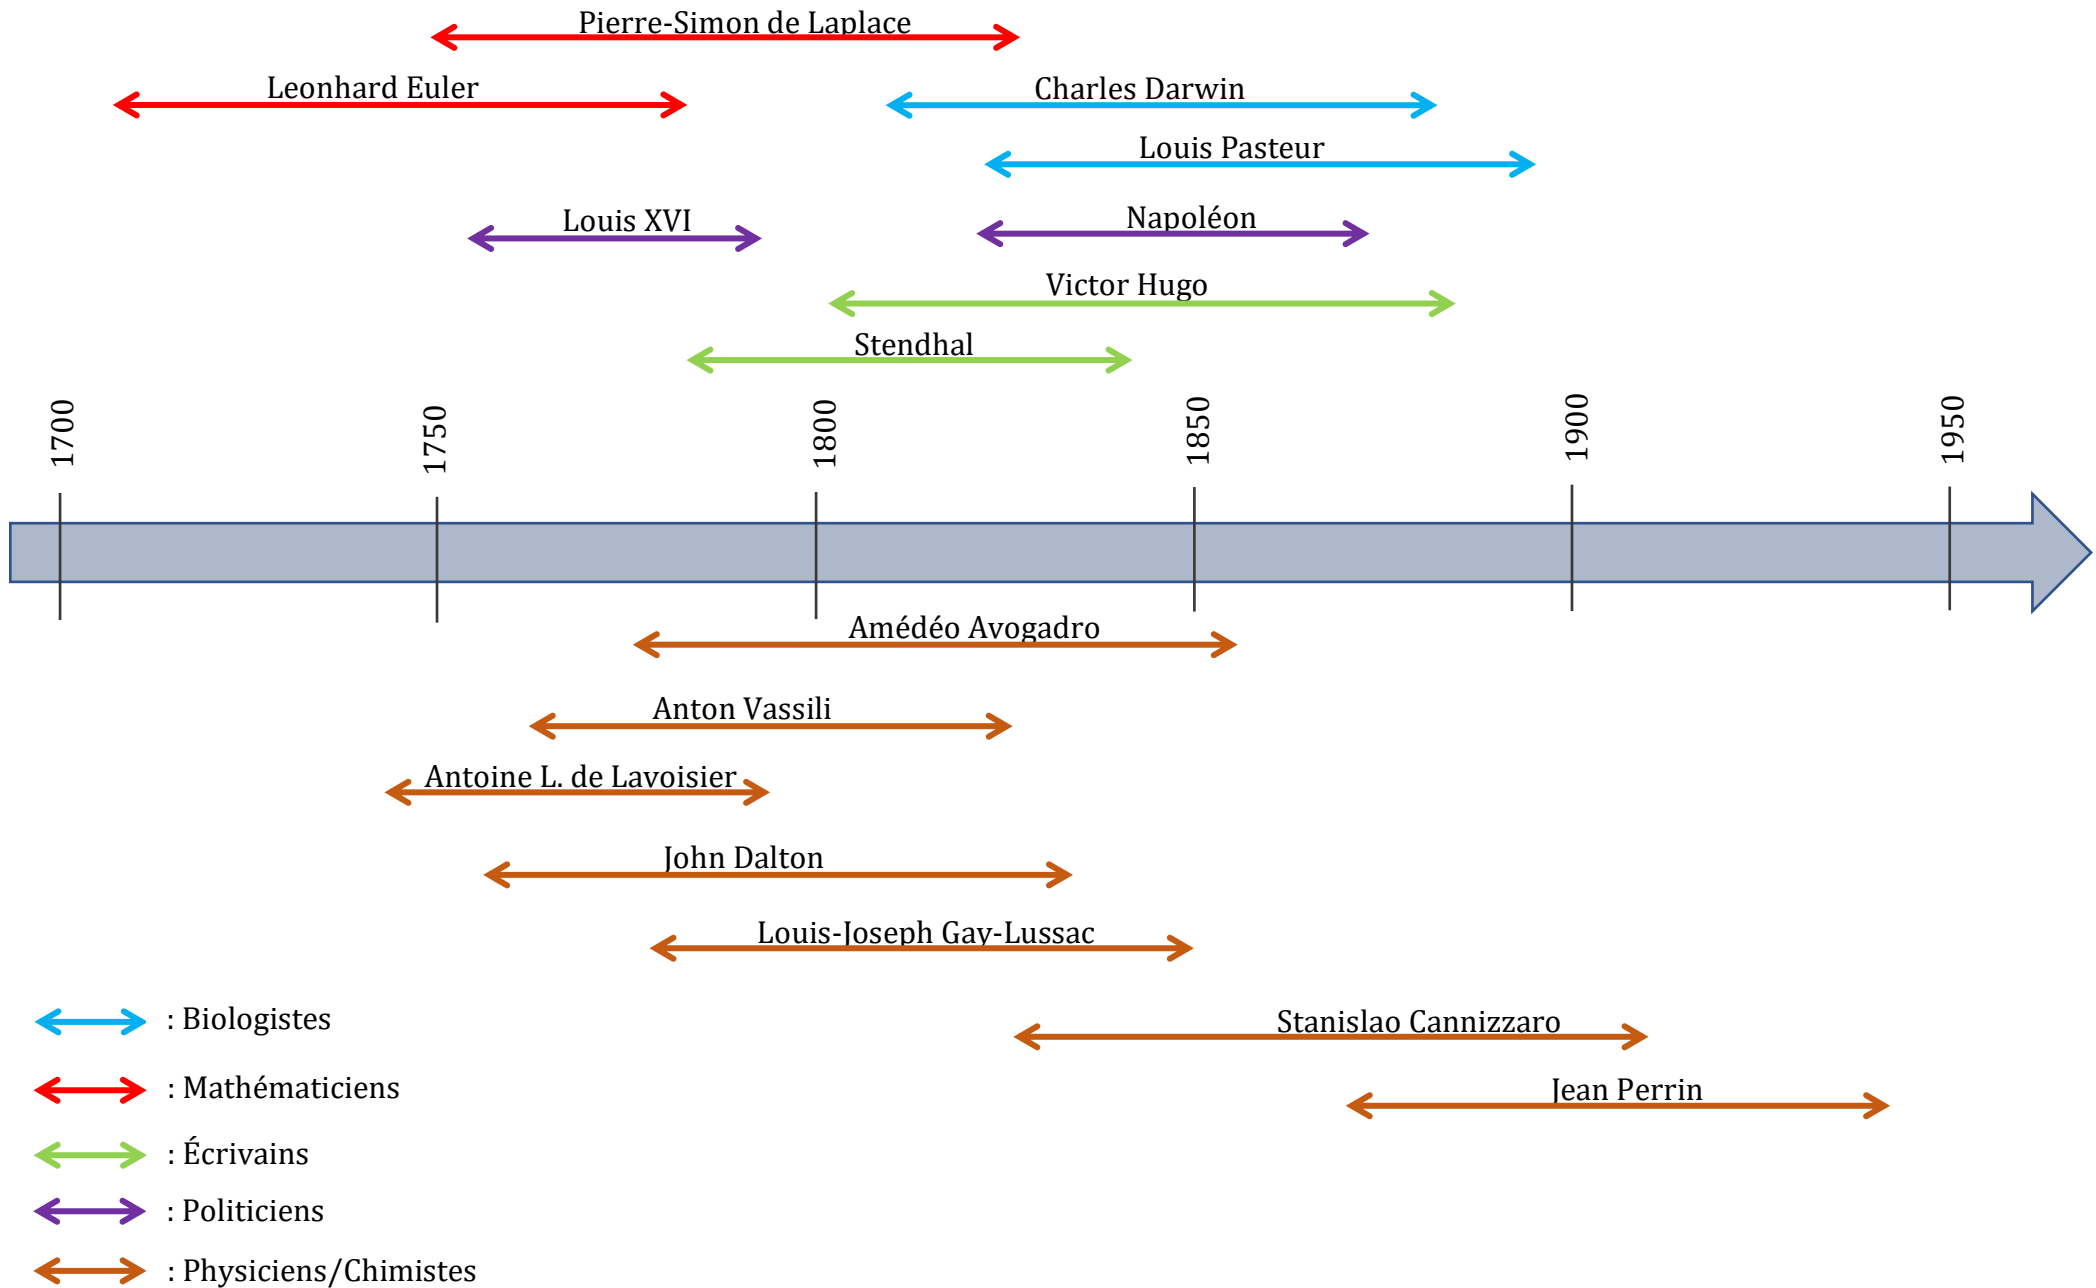 Pierre-Simon de Laplace
Leonhard Euler
Charles Darwin
Louis Pasteur
Louis XVI
Napoléon
Victor Hugo
Stendhal
1700
1750
1800
1850
1900
1950
Amédéo Avogadro
Anton Vassili
Antoine L. de Lavoisier
John Dalton
Louis-Joseph Gay-Lussac
Stanislao Cannizzaro
Jean Perrin
: Biologistes
: Mathématiciens
: Écrivains
: Politiciens
: Physiciens/Chimistes